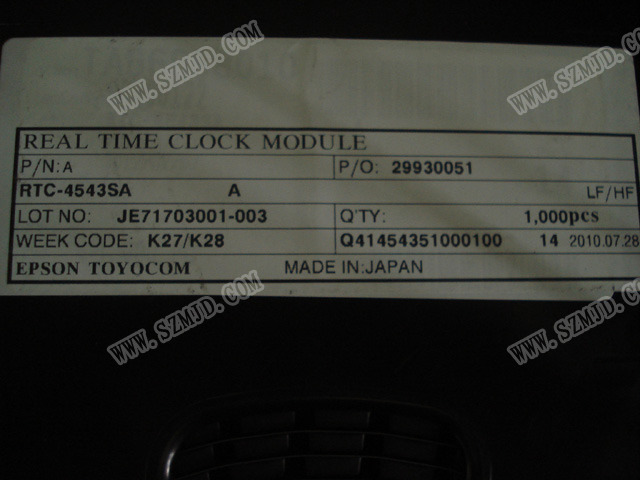 WWW.SZMJD.COM
WWW.SZMJD.COM
REAL TIME CLOCK MODULE
P/N:A P/O: 29930051
RTC-4543SA A LF/HF
LOT NO: JE71703001-003 Q'TY: 1,000pcs
WEEK CODE: K27/K28 Q41454351000100 14 2010.07.28
EPSON TOYOCOM MADE IN:JAPAN
WWW.SZMJD.COM
WWW.SZMJD.COM